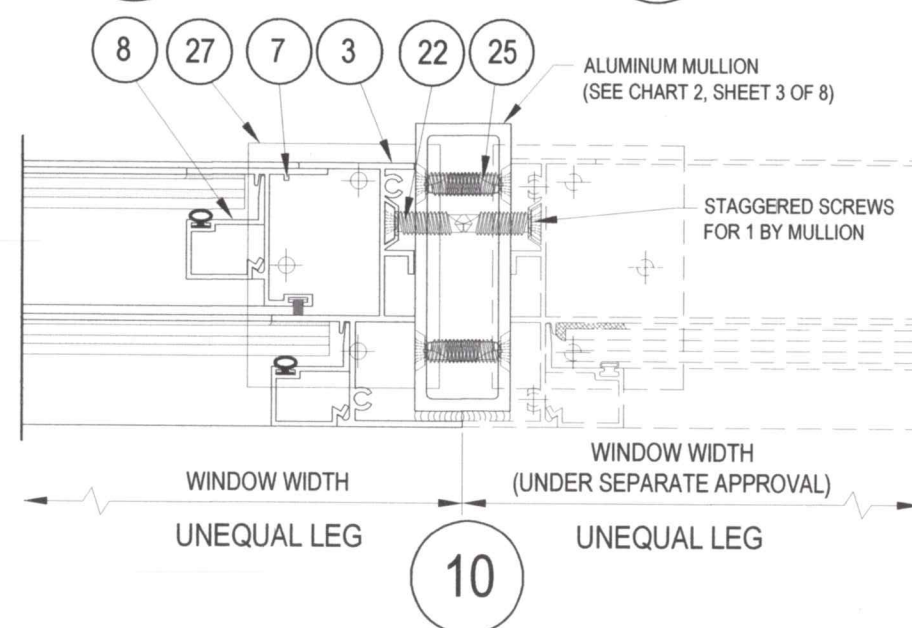 8 27 7 3 22 25
ALUMINUM MULLION
(SEE CHART 2, SHEET 3 OF 8)
STAGGERED SCREWS
FOR 1 BY MULLION
WINDOW WIDTH
WINDOW WIDTH
(UNDER SEPARATE APPROVAL)
UNEQUAL LEG
UNEQUAL LEG
10